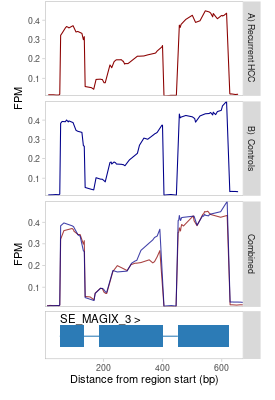 0.4
0.3
0.2
0.1
A) Recurrent HCC
FPM
0.4
0.3
0.2
0.1
B) Controls
0.4
0.3
0.2
0.1
FPM
Combined
SE_MAGIX_3 >
200 400 600
Distance from region start (bp)